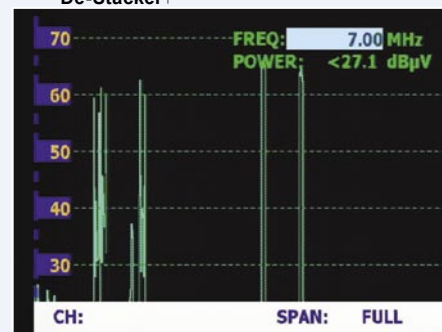 De-Stacker
70 FREQ: 7.00 MHz
POWER: <27.1 dBµV
60
50
40
30
CH: SPAN: FULL